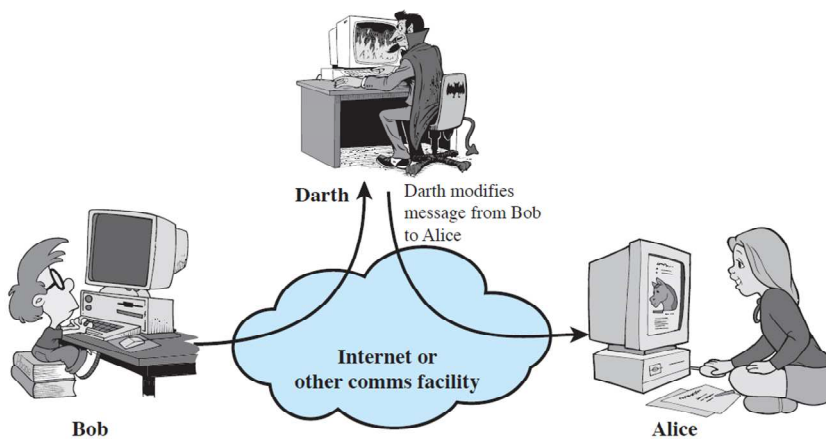 Darth
Darth modifies
message from Bob
to Alice
Internet or
other comms facility
Bob
Alice